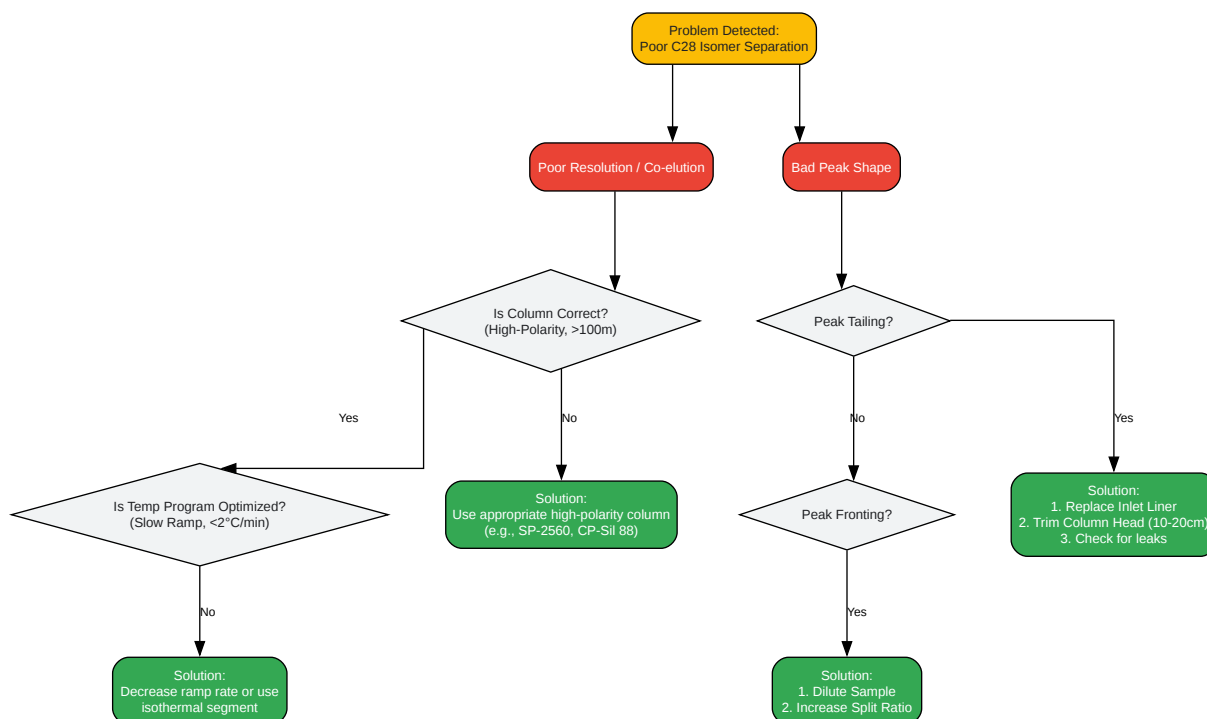 Problem Detected:
Poor C28 Isomer Separation
Poor Resolution / Co-elution
Bad Peak Shape
Is Column Correct?
(High-Polarity, >100m)
Peak Tailing?
Yes
No
No
Yes
Is Temp Program Optimized?
(Slow Ramp, <2°C/min)
Solution:
Use appropriate high-polarity column
(e.g., SP-2560, CP-Sil 88)
Peak Fronting?
Solution:
1. Replace Inlet Liner
2. Trim Column Head (10-20cm)
3. Check for leaks
No
Yes
Solution:
Decrease ramp rate or use
isothermal segment
Solution:
1. Dilute Sample
2. Increase Split Ratio